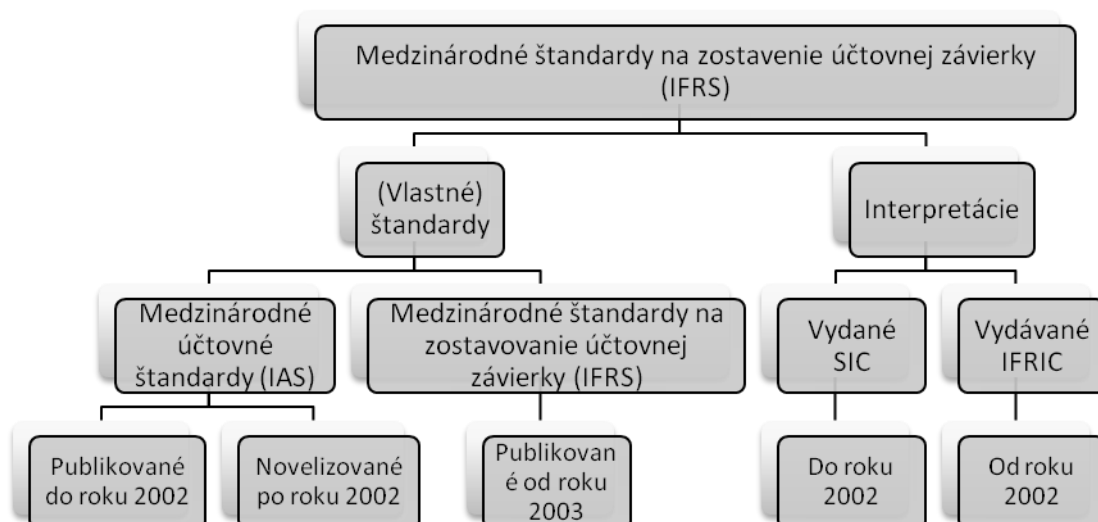 Medzinárodné štandardy na zostavenie účtovnej závierky
(IFRS)
(Vlastné)
štandardy
Interpretácie
Medzinárodné
účtovné
štandardy (IAS)
Medzinárodné štandardy na
zostavovanie účtovnej
závierky (IFRS)
Vydané
SIC
Vydávané
IFRIC
Publikované
do roku 2002
Novelizované
po roku 2002
Publikovan
é od roku
2003
Do roku
2002
Od roku
2002